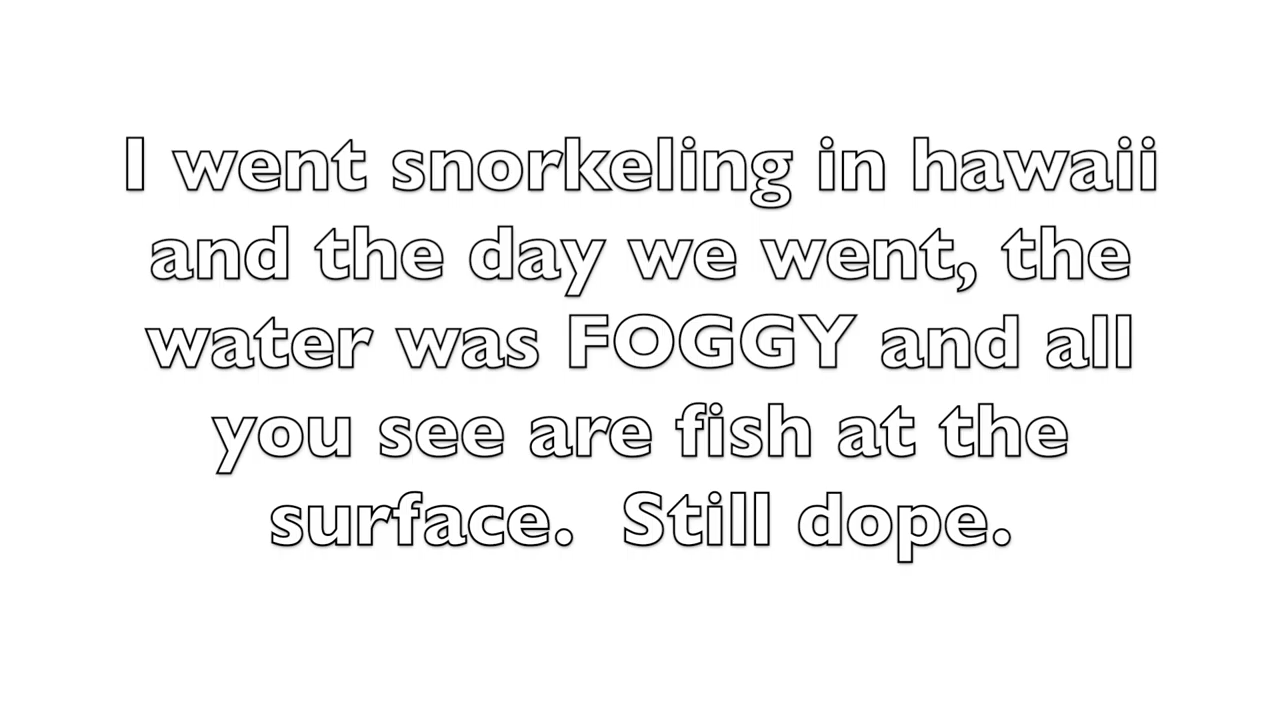 I went snorkeling in hawaii
and the day we went, the
water was FOGGY and all
you see are fish at the
surface.  Still dope.